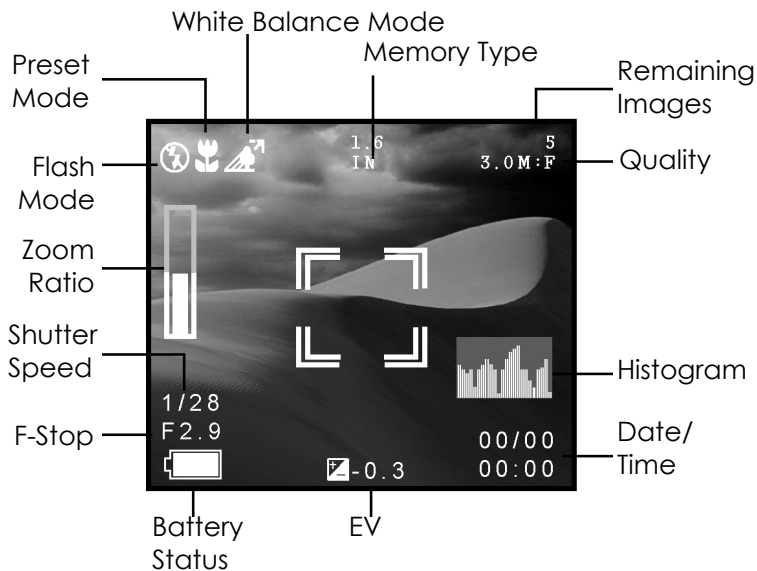 White Balance Mode
Memory Type
Preset
Mode
Remaining
Images
1.6
5
IN
3.0M:F
Flash
Mode
Quality
Zoom
Ratio
Shutter
Speed
1/28
Histogram
F-Stop
F2.9
00/00
Date/
Time
-0.3
00:00
Battery
Status
EV